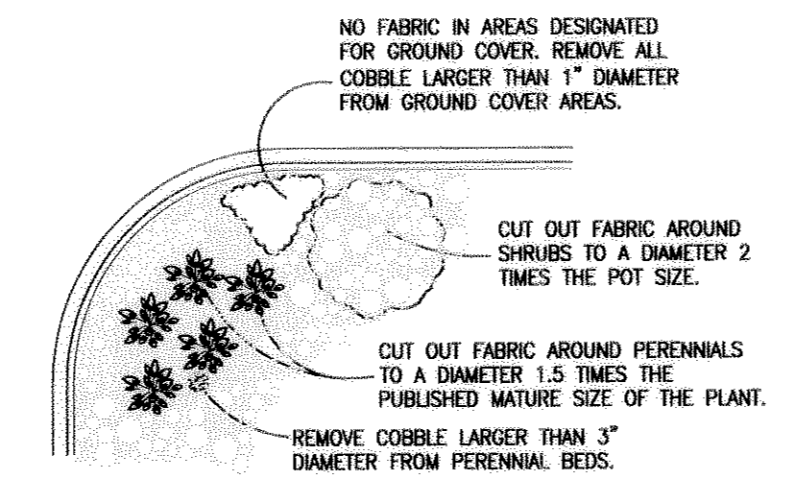 NO FABRIC IN AREAS DESIGNATED
FOR GROUND COVER. REMOVE ALL
COBBLE LARGER THAN 1" DIAMETER
FROM GROUND COVER AREAS.
CUT OUT FABRIC AROUND
SHRUBS TO A DIAMETER 2
TIMES THE POT SIZE.
CUT OUT FABRIC AROUND PERENNIALS
TO A DIAMETER 1.5 TIMES THE
PUBLISHED MATURE SIZE OF THE PLANT.
REMOVE COBBLE LARGER THAN 3"
DIAMETER FROM PERENNIAL BEDS.